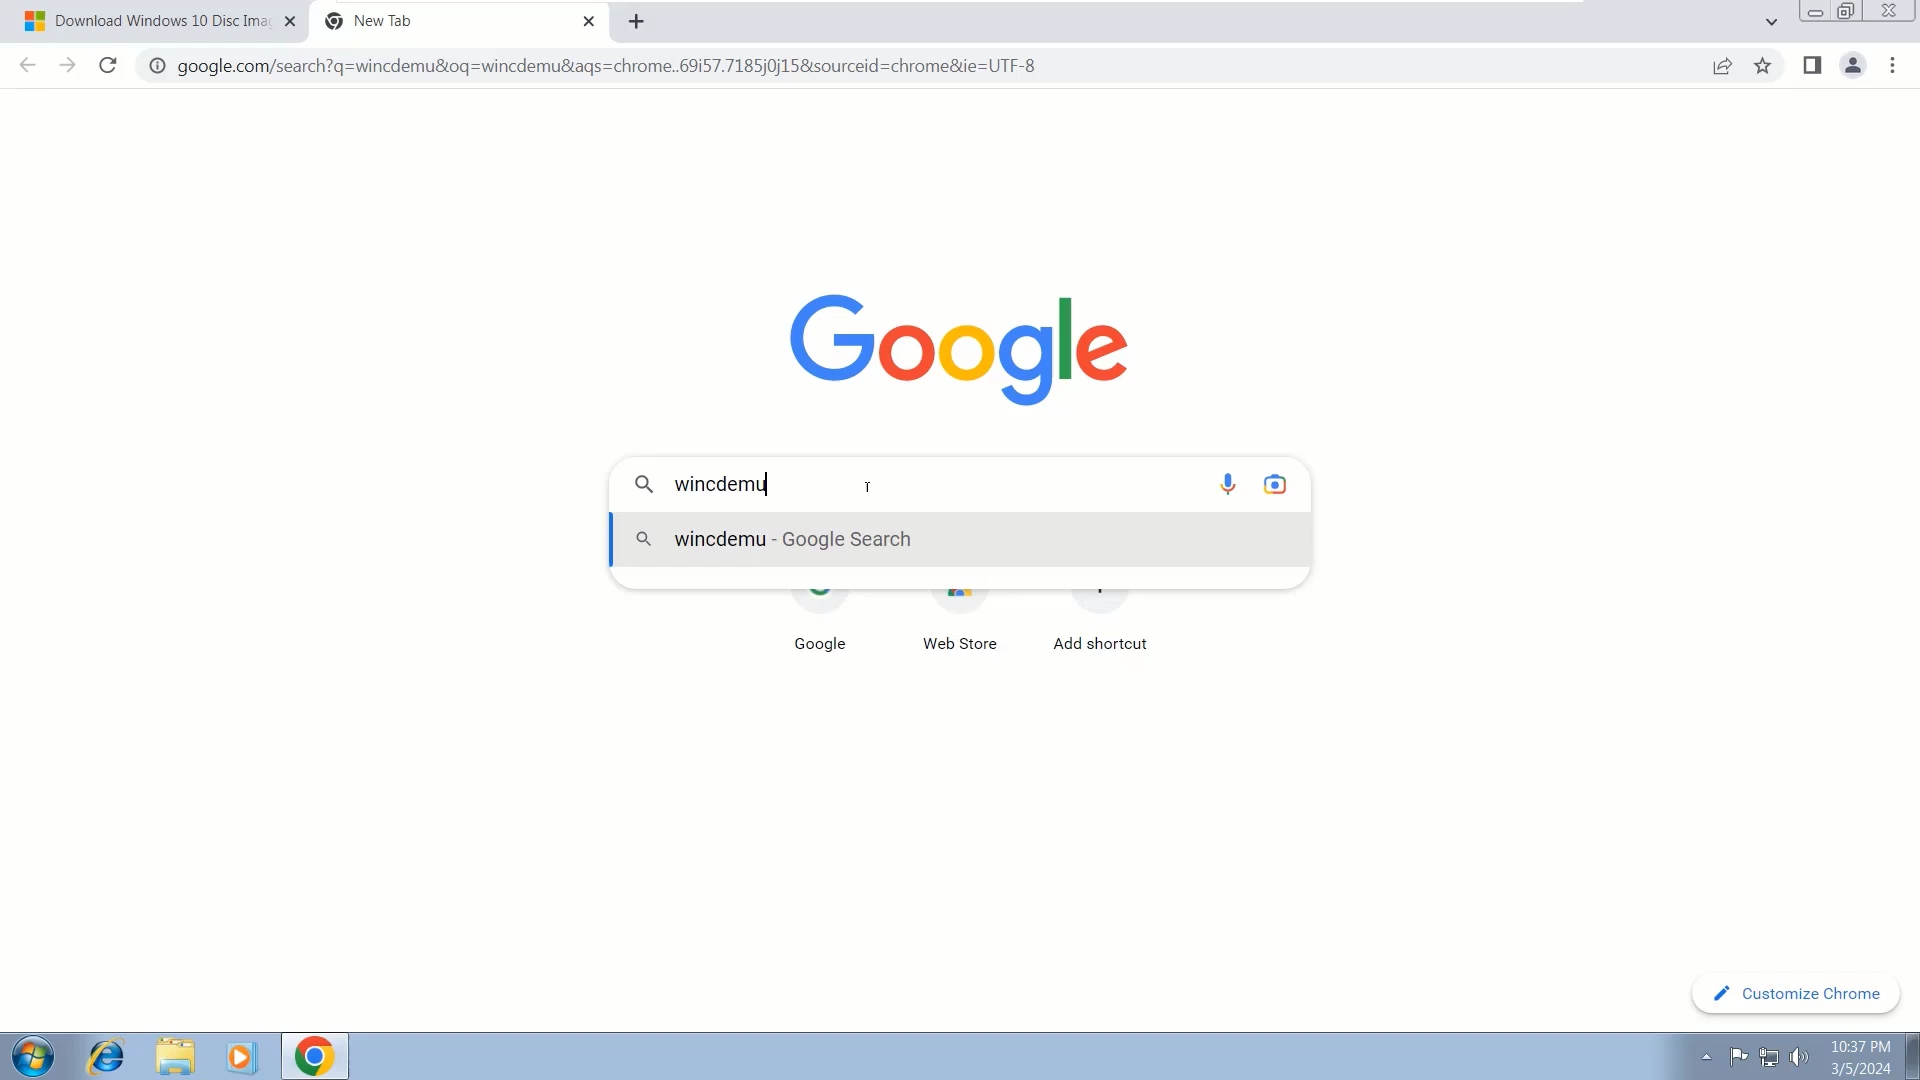 Download Windows 10 Disc Imag
New Tab
google.com/search?q=wincdemu&oq=wincdemu&aqs=chrome..69i57.7185j0j15&sourceid=chrome&ie=UTF-8
Google
wincdemu
wincdemu - Google Search
Google Web Store Add shortcut
Customize Chrome
10:37 PM
3/5/2024